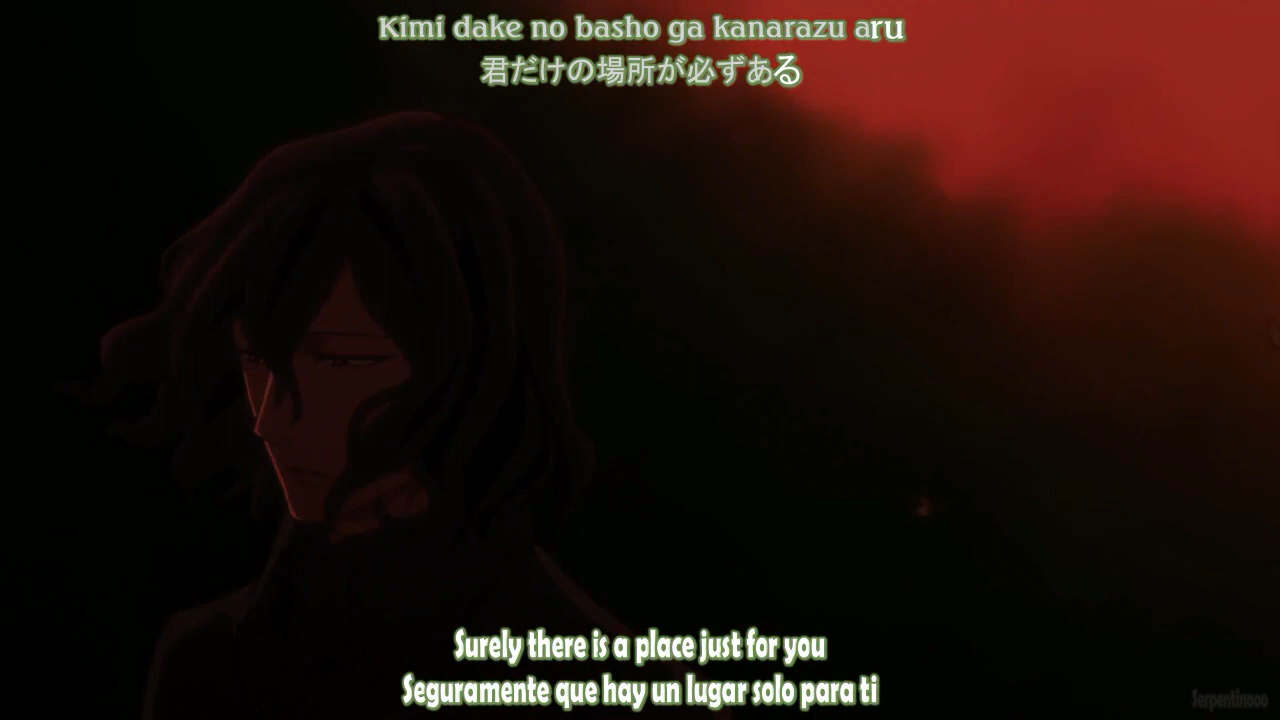 Kimi dake no basho ga kanarazu aru
君だけの場所が必ずある
Surely there is a place just for you
Seguramente que hay un lugar solo para ti
Serpentinooo